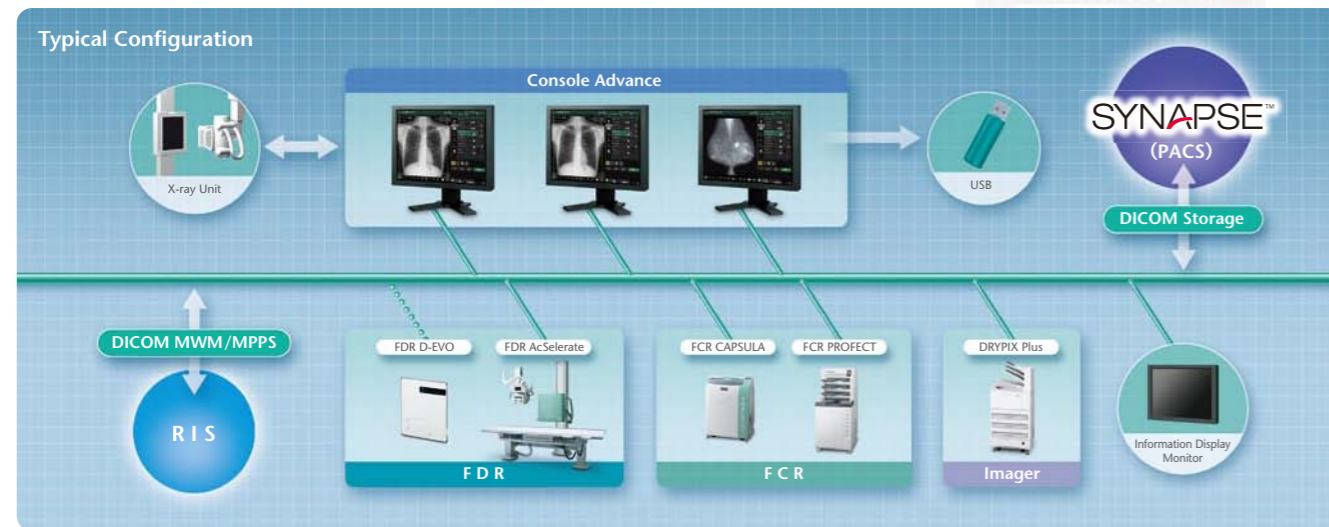 Typical Configuration
Console Advance
X-ray Unit
USB
SYNAPSE™
(PACS)
DICOM Storage
DICOM MWM/MPPS
RIS
FDR D-EVO
FDR AcSelerate
FDR
FCR CAPSULA
FCR PROFECT
FCR
DRYPIX Plus
Imager
Information Display
Monitor